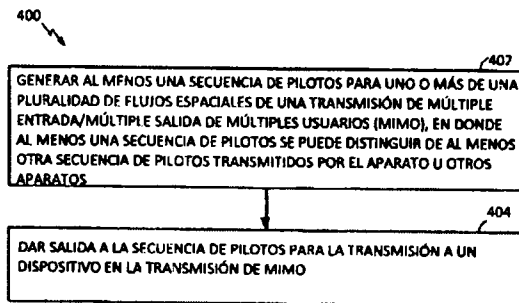 400
402
GENERAR AL MENOS UNA SECUENCIA DE PILOTOS PARA UNO O MÁS DE UNA
PLURALIDAD DE FLUJOS ESPACIALES DE UNA TRANSMISIÓN DE MÚLTIPLE
ENTRADA/MÚLTIPLE SALIDA DE MÚLTIPLES USUARIOS (MIMO), EN DONDE
AL MENOS UNA SECUENCIA DE PILOTOS SE PUEDE DISTINGUIR DE AL MENOS
OTRA SECUENCIA DE PILOTOS TRANSMITIDOS POR EL APARATO U OTROS
APARATOS
404
DAR SALIDA A LA SECUENCIA DE PILOTOS PARA LA TRANSMISIÓN A UN
DISPOSITIVO EN LA TRANSMISIÓN DE MIMO